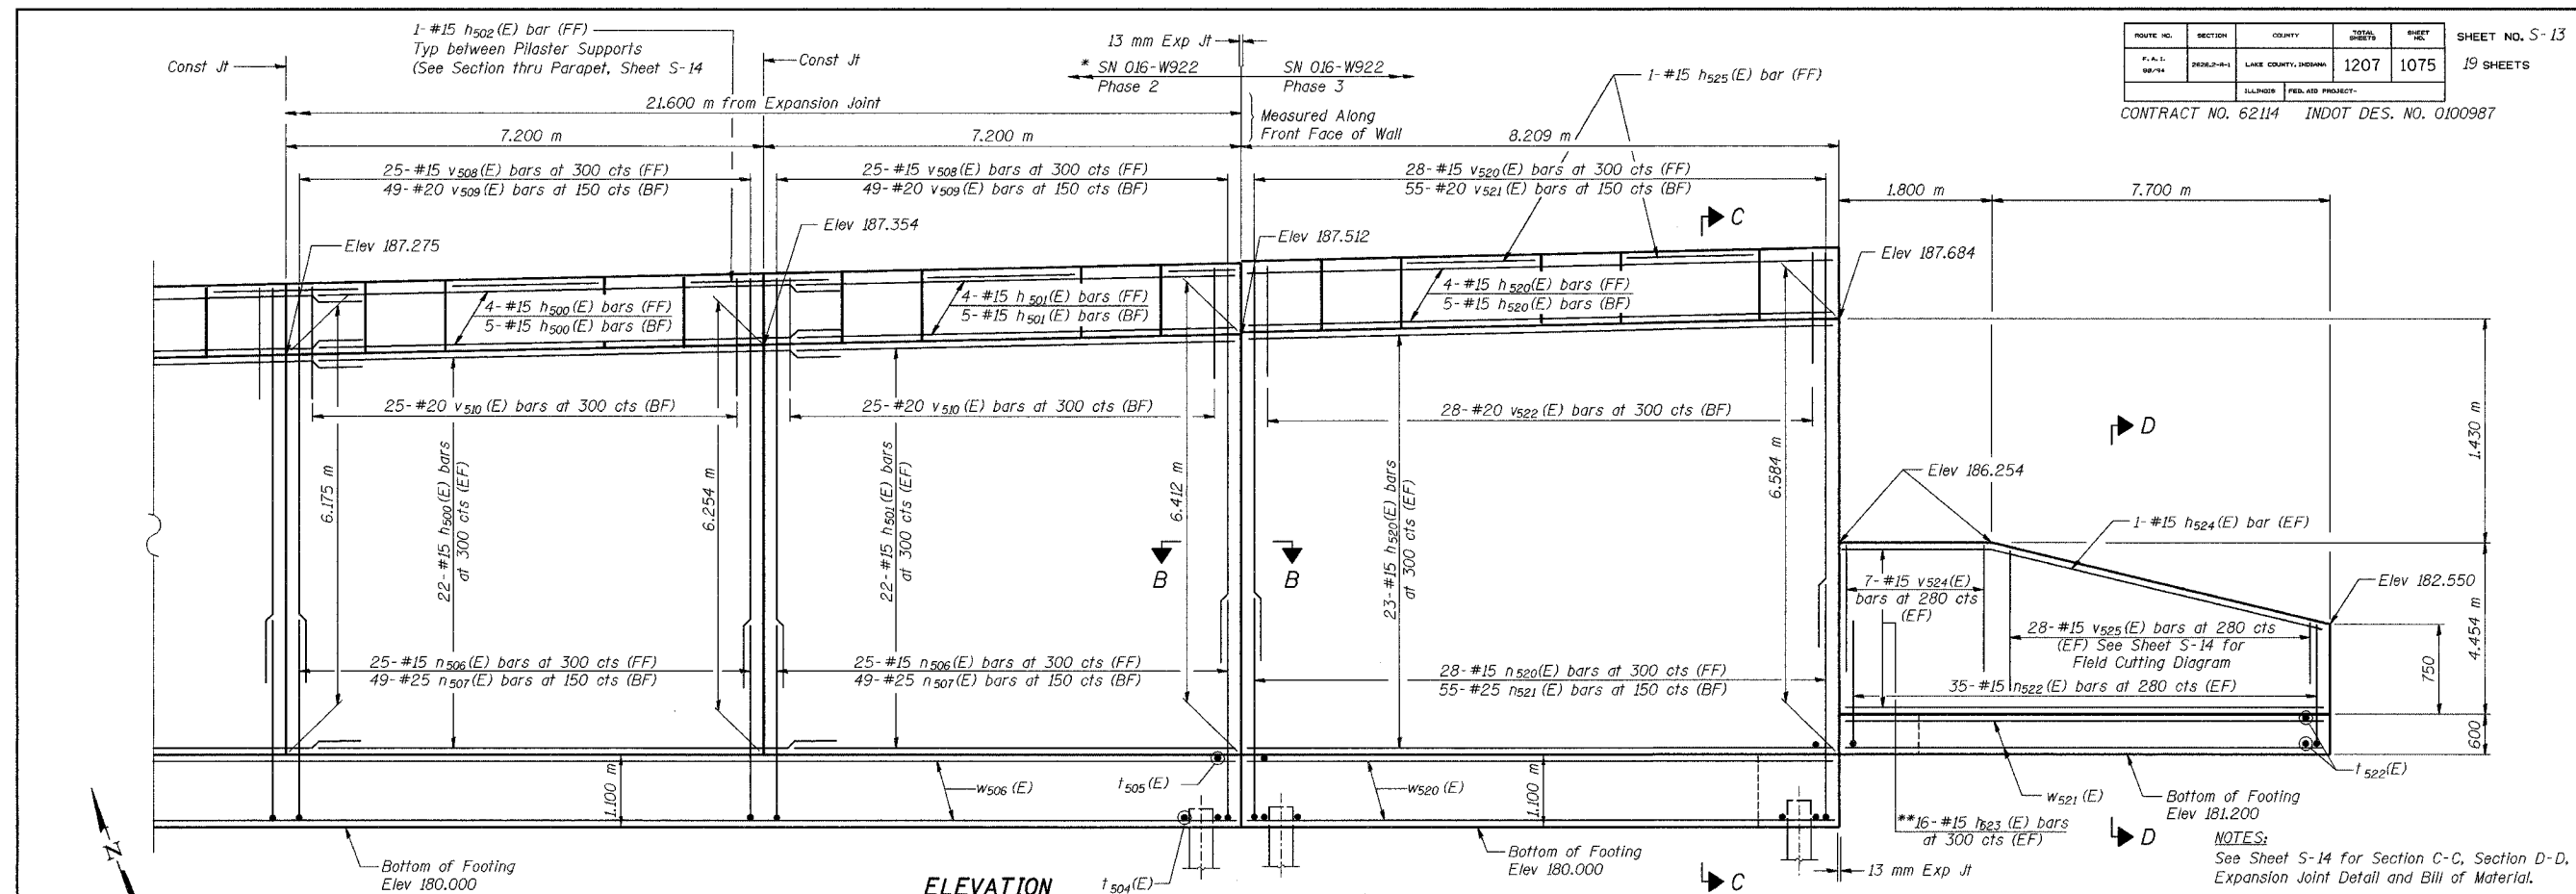 1-#15 h502(E) bar (FF)
Typ between Pilaster Supports
(See Section thru Parapet, Sheet S-14
Const Jt
Const Jt
13 mm Exp Jt
* SN 016-W922
Phase 2
SN 016-W922
Phase 3
1-#15 h525(E) bar (FF)
ROUTE NO.
SECTION
COUNTY
TOTAL SHEETS
SHEET NO.
F.A.I. 80/94
LAKE COUNTY, INDIANA
1207
1075
ILLINOIS
FED. AID PROJECT-
SHEET NO. S-13
19 SHEETS
CONTRACT NO. 62114 INDOT DES. NO. 0100987
21.600 m from Expansion Joint
Measured Along
Front Face of Wall
7.200 m
7.200 m
8.209 m
1.800 m
7.700 m
25-#15 v508(E) bars at 300 cts (FF)
49-#20 v509(E) bars at 150 cts (BF)
25-#15 v508(E) bars at 300 cts (FF)
49-#20 v509(E) bars at 150 cts (BF)
28-#15 v520(E) bars at 300 cts (FF)
55-#20 v521(E) bars at 150 cts (BF)
C
Elev 187.275
Elev 187.354
Elev 187.512
Elev 187.684
4-#15 h500(E) bars (FF)
5-#15 h500(E) bars (BF)
4-#15 h501(E) bars (FF)
5-#15 h501(E) bars (BF)
4-#15 h520(E) bars (FF)
5-#15 h520(E) bars (BF)
25-#20 v510(E) bars at 300 cts (BF)
25-#20 v510(E) bars at 300 cts (BF)
28-#20 v522(E) bars at 300 cts (BF)
D
1.430 m
6.175 m
22-#15 h500(E) bars
at 300 cts (EF)
6.254 m
22-#15 h501(E) bars
at 300 cts (EF)
6.412 m
23-#15 h520(E) bars
at 300 cts (EF)
6.584 m
Elev 186.254
1-#15 h524(E) bar (EF)
B
B
7-#15 v524(E)
bars at 280 cts
(EF)
Elev 182.550
28-#15 v525(E) bars at 280 cts
(EF) See Sheet S-14 for
Field Cutting Diagram
4.454 m
750
25-#15 n506(E) bars at 300 cts (FF)
49-#25 n507(E) bars at 150 cts (BF)
25-#15 n506(E) bars at 300 cts (FF)
49-#25 n507(E) bars at 150 cts (BF)
28-#15 n520(E) bars at 300 cts (FF)
55-#25 n521(E) bars at 150 cts (BF)
35-#15 n522(E) bars at 280 cts (EF)
600
1.100 m
w506(E)
t505(E)
w520(E)
1.100 m
t522(E)
w521(E)
Bottom of Footing
Elev 181.200
**16-#15 h523(E) bars
at 300 cts (EF)
D
N
Bottom of Footing
Elev 180.000
ELEVATION
t504(E)
Bottom of Footing
Elev 180.000
C
13 mm Exp Jt
NOTES:
See Sheet S-14 for Section C-C, Section D-D,
Expansion Joint Detail and Bill of Material.